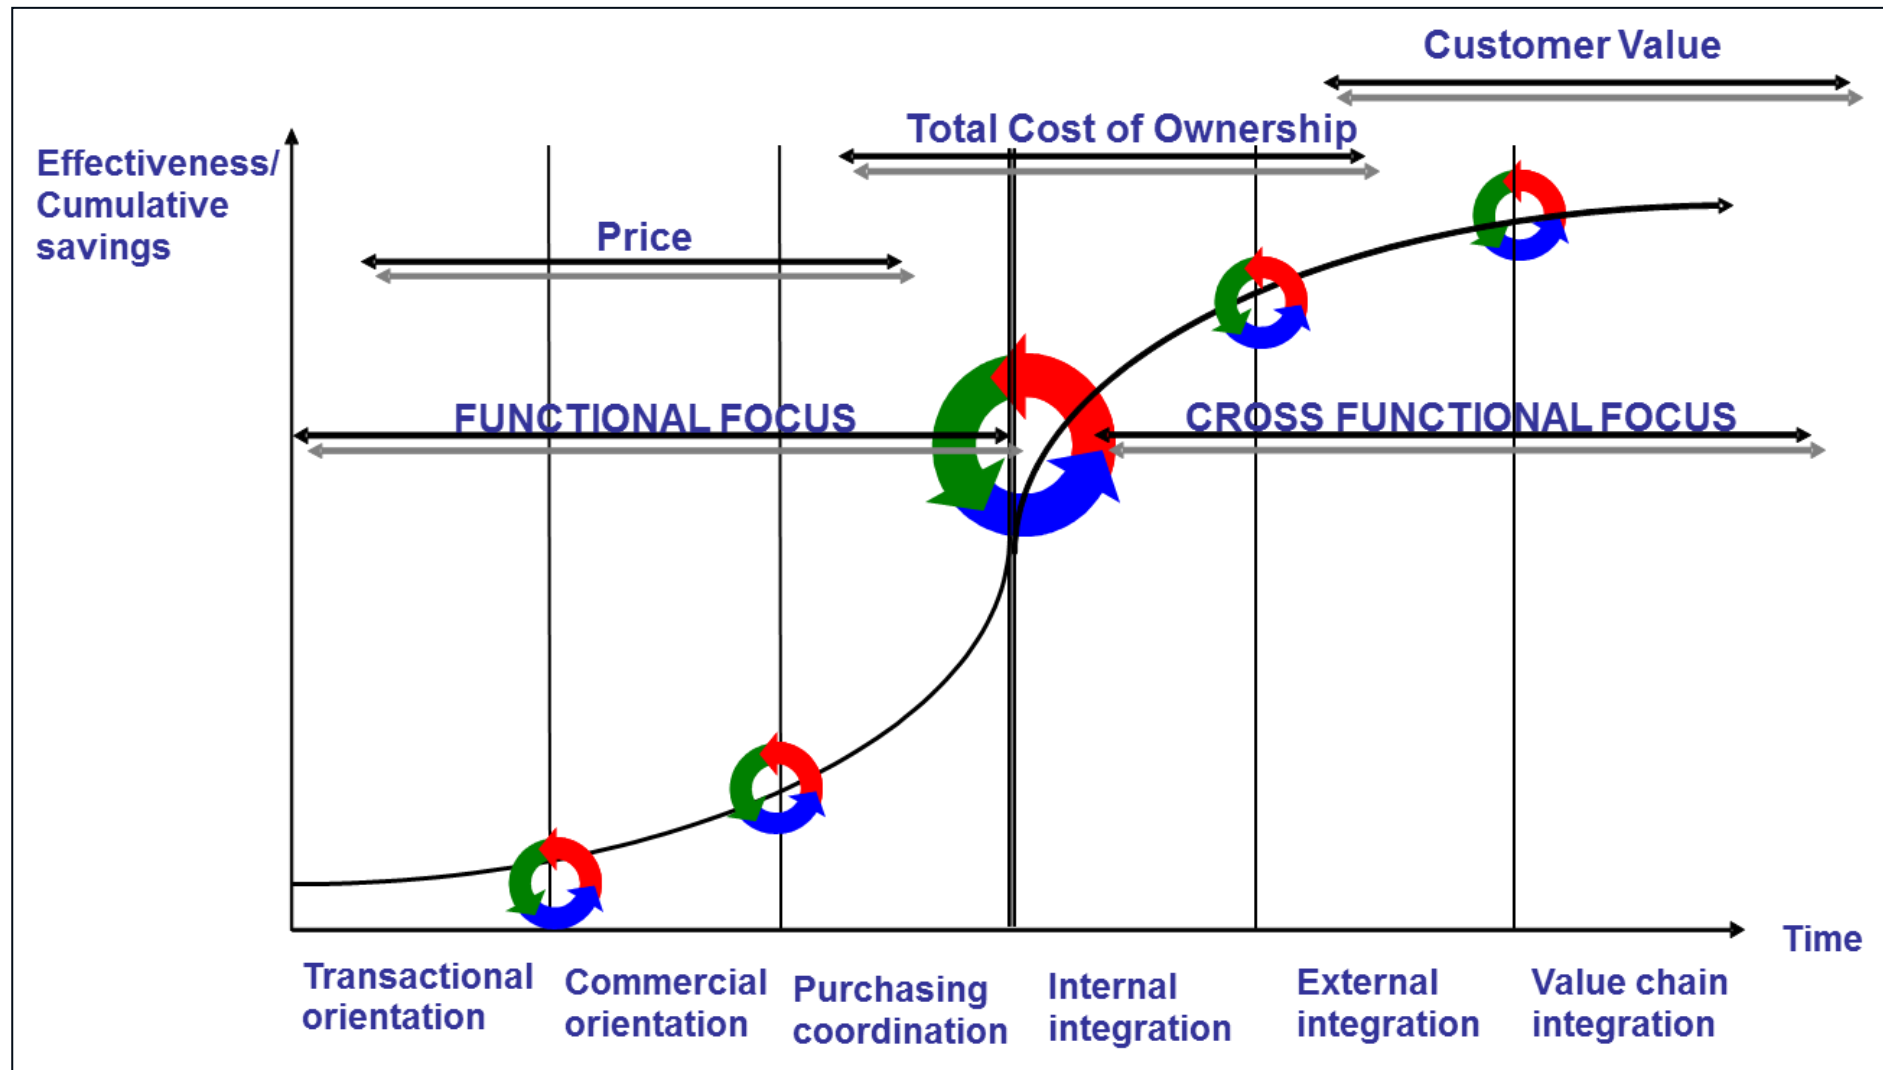 Customer Value
Total Cost of Ownership
Effectiveness/
Cumulative
savings
Price
FUNCTIONAL FOCUS
CROSS FUNCTIONAL FOCUS
Time
Transactional
orientation
Commercial
orientation
Purchasing
coordination
Internal
integration
External
integration
Value chain
integration